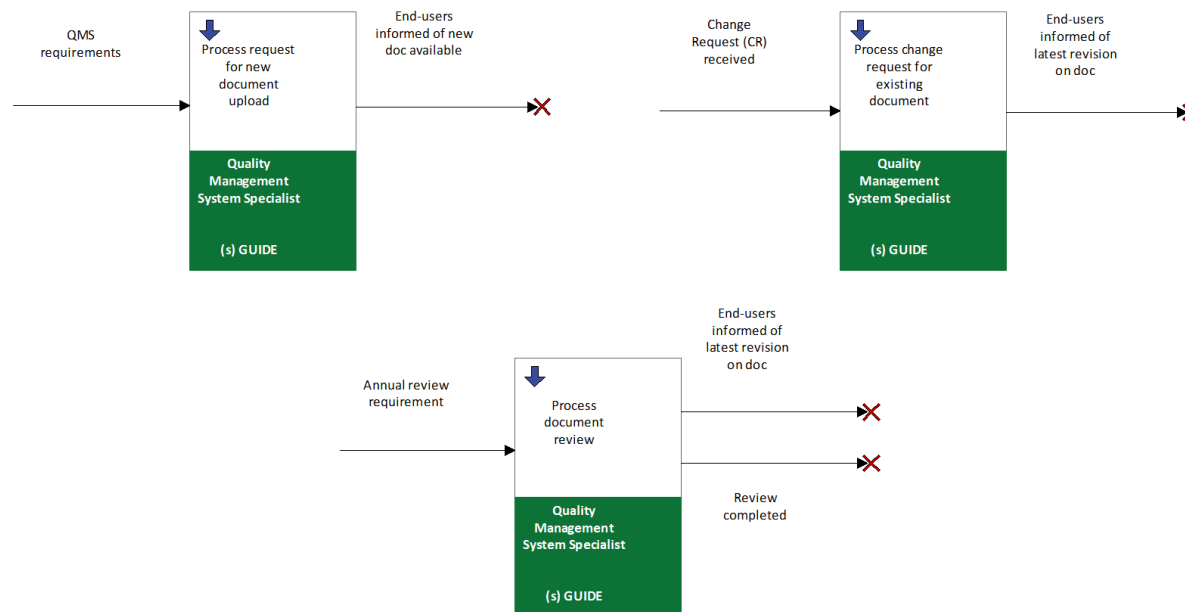 QMS
requirements
Process request
for new
document
upload
End-users
informed of new
doc available
Quality
Management
System Specialist
(s) GUIDE
Change
Request (CR)
received
Process change
request for
existing
document
End-users
informed of
latest revision
on doc
Quality
Management
System Specialist
(s) GUIDE
Annual review
requirement
Process
document
review
End-users
informed of
latest revision
on doc
Review
completed
Quality
Management
System Specialist
(s) GUIDE